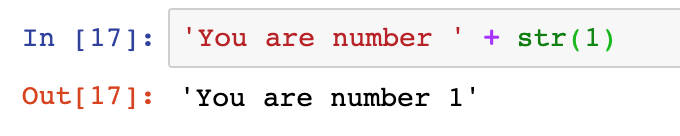 In [17]: 'You are number ' + str(1)
Out[17]: 'You are number 1'